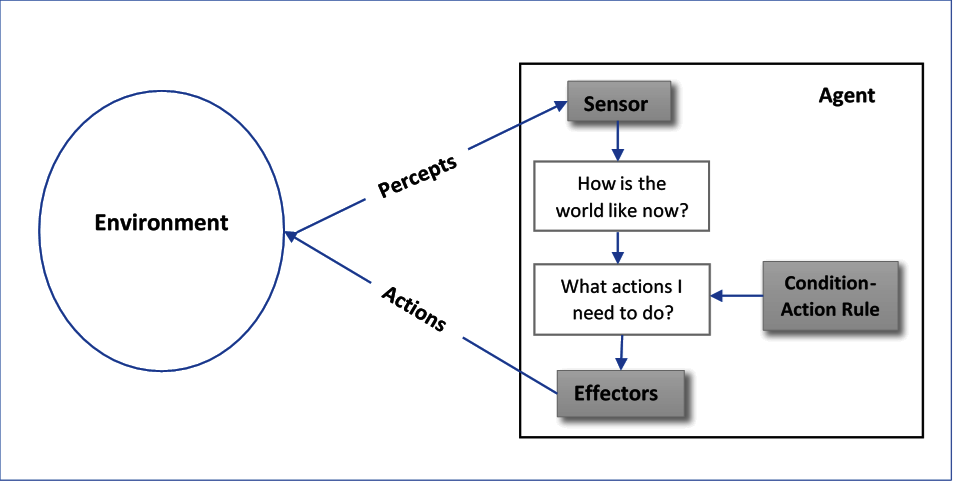 Agent
Sensor
Percepts
How is the
world like now?
Environment
What actions I
need to do?
Condition-
Action Rule
Actions
Effectors